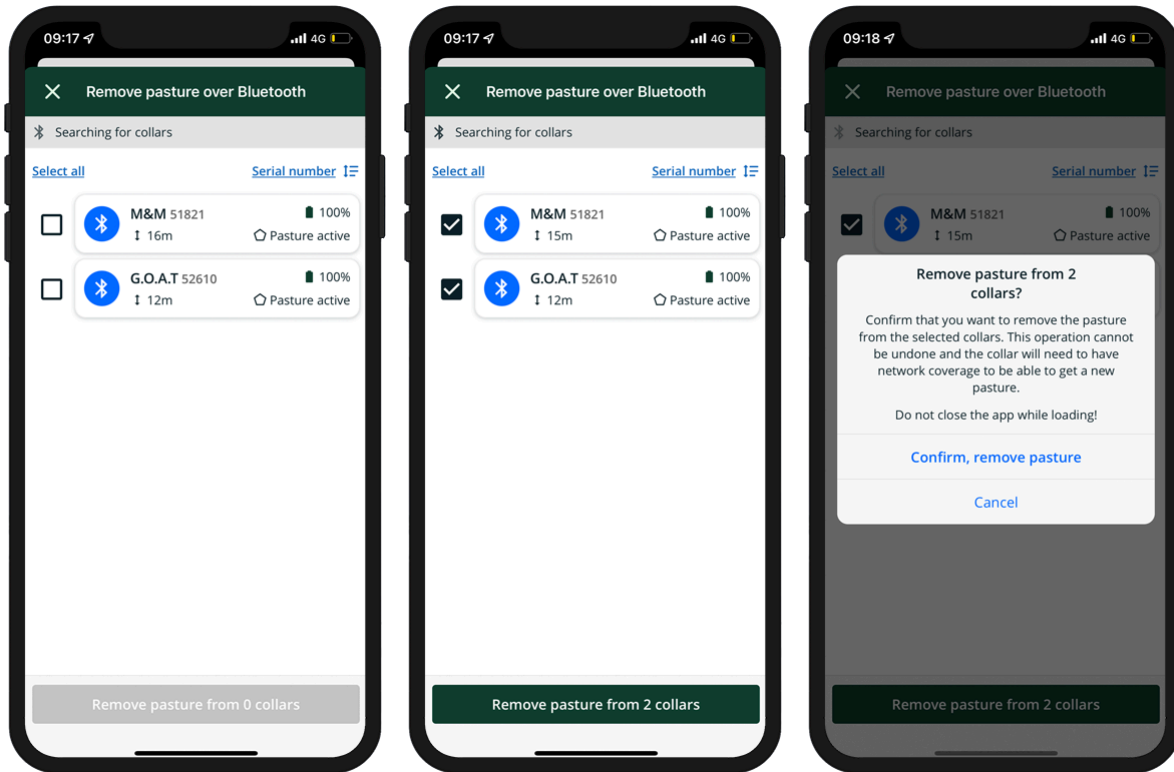 09:17
4G
Remove pasture over Bluetooth
Searching for collars
Select all
Serial number
M&M 51821
100%
16m
Pasture active
G.O.A.T 52610
100%
12m
Pasture active
Remove pasture from 0 collars
09:17
4G
Remove pasture over Bluetooth
Searching for collars
Select all
Serial number
M&M 51821
100%
15m
Pasture active
G.O.A.T 52610
100%
12m
Pasture active
Remove pasture from 2 collars
09:18
4G
Remove pasture over Bluetooth
Searching for collars
Select all
Serial number
M&M 51821
100%
15m
Pasture active
Remove pasture from 2
collars?
Confirm that you want to remove the pasture
from the selected collars. This operation cannot
be undone and the collar will need to have
network coverage to be able to get a new
pasture.
Do not close the app while loading!
Confirm, remove pasture
Cancel
Remove pasture from 2 collars